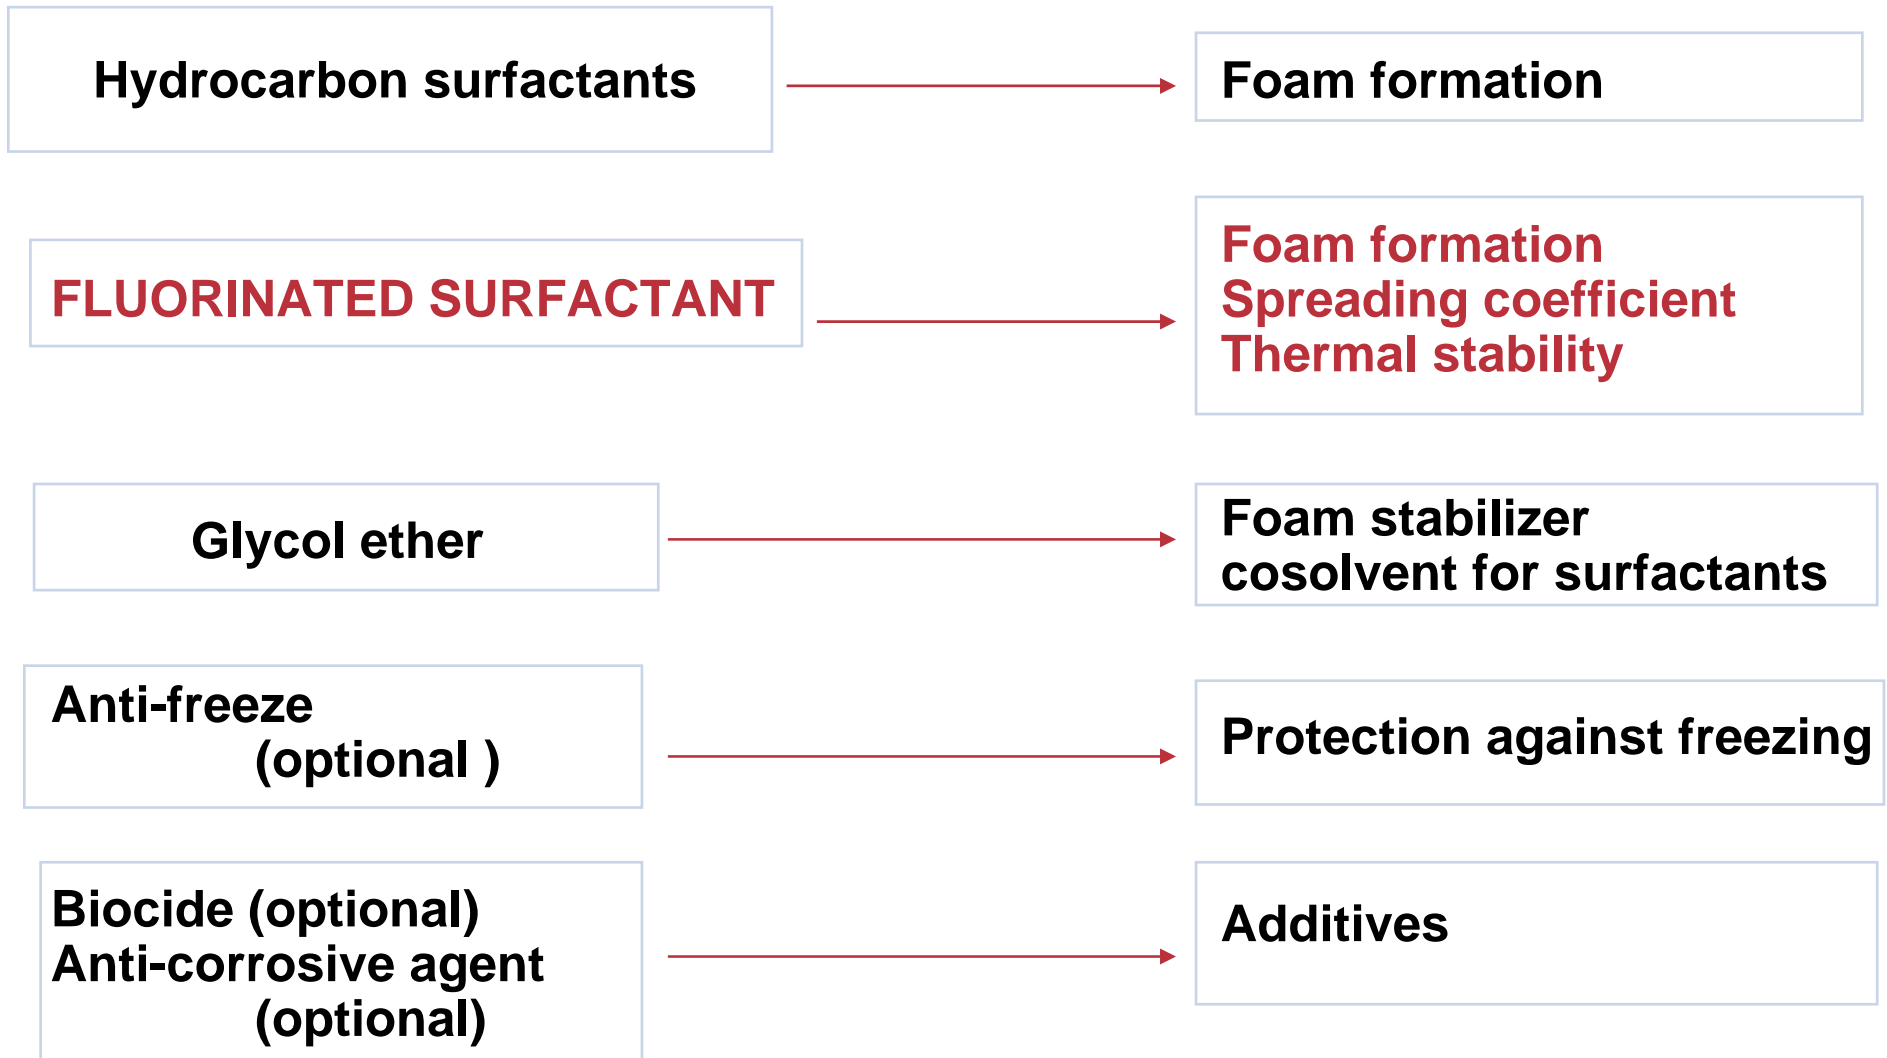 Hydrocarbon surfactants
Foam formation
FLUORINATED SURFACTANT
Foam formation
Spreading coefficient
Thermal stability
Glycol ether
Foam stabilizer
cosolvent for surfactants
Anti-freeze
(optional )
Protection against freezing
Biocide (optional)
Anti-corrosive agent
(optional)
Additives